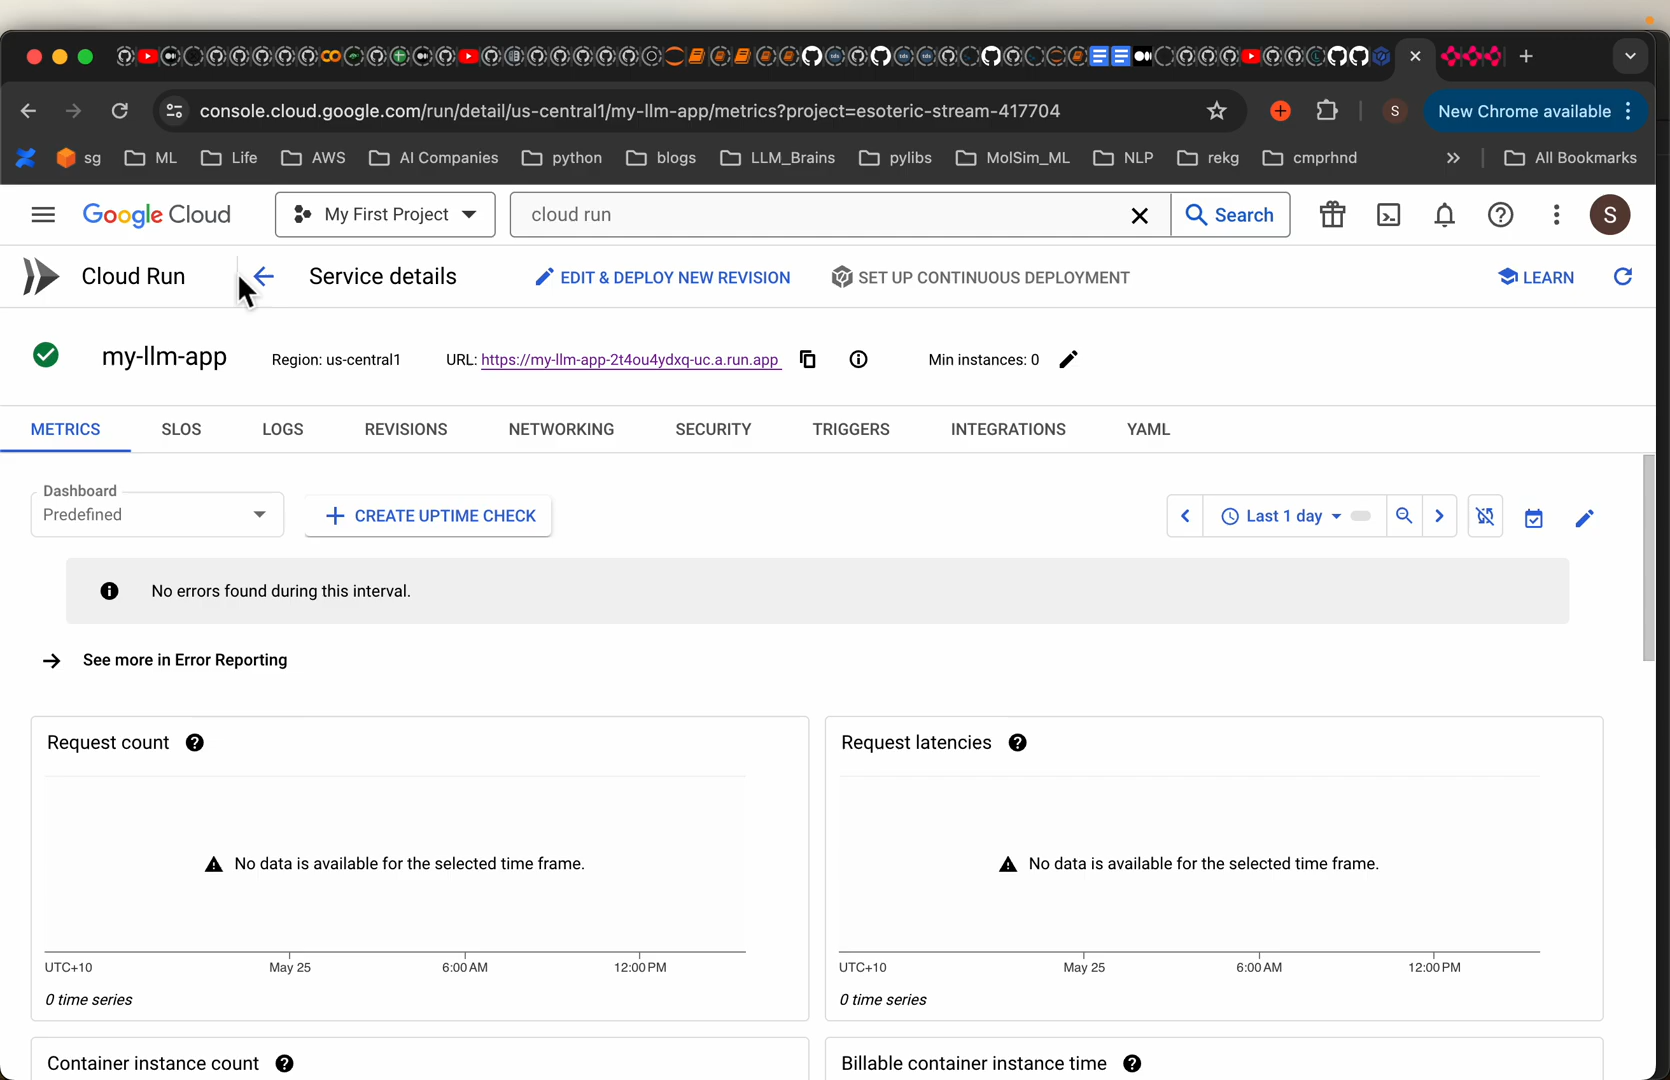 console.cloud.google.com/run/detail/us-central1/my-llm-app/metrics?project=esoteric-stream-417704
S
New Chrome available
sg
ML
Life
AWS
AI Companies
python
blogs
LLM_Brains
pylibs
MolSim_ML
NLP
rekg
cmprhnd
All Bookmarks
Google Cloud
My First Project
cloud run
Search
S
Cloud Run
Service details
EDIT & DEPLOY NEW REVISION
SET UP CONTINUOUS DEPLOYMENT
LEARN
my-llm-app
Region: us-central1
URL: https://my-llm-app-2t4ou4ydxq-uc.a.run.app
Min instances: 0
METRICS
SLOS
LOGS
REVISIONS
NETWORKING
SECURITY
TRIGGERS
INTEGRATIONS
YAML
Dashboard
Predefined
CREATE UPTIME CHECK
Last 1 day
No errors found during this interval.
See more in Error Reporting
Request count
No data is available for the selected time frame.
UTC+10
May 25
6:00 AM
12:00 PM
0 time series
Request latencies
No data is available for the selected time frame.
UTC+10
May 25
6:00 AM
12:00 PM
0 time series
Container instance count
Billable container instance time